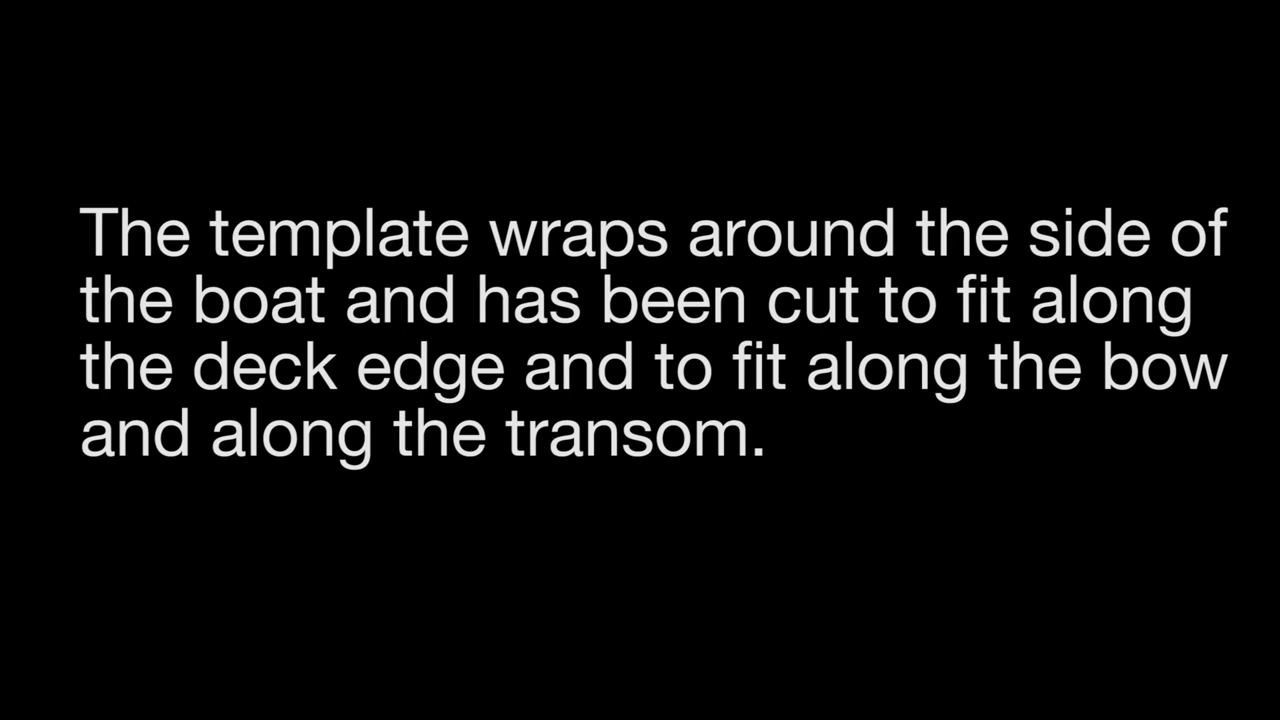 The template wraps around the side of
the boat and has been cut to fit along
the deck edge and to fit along the bow
and along the transom.